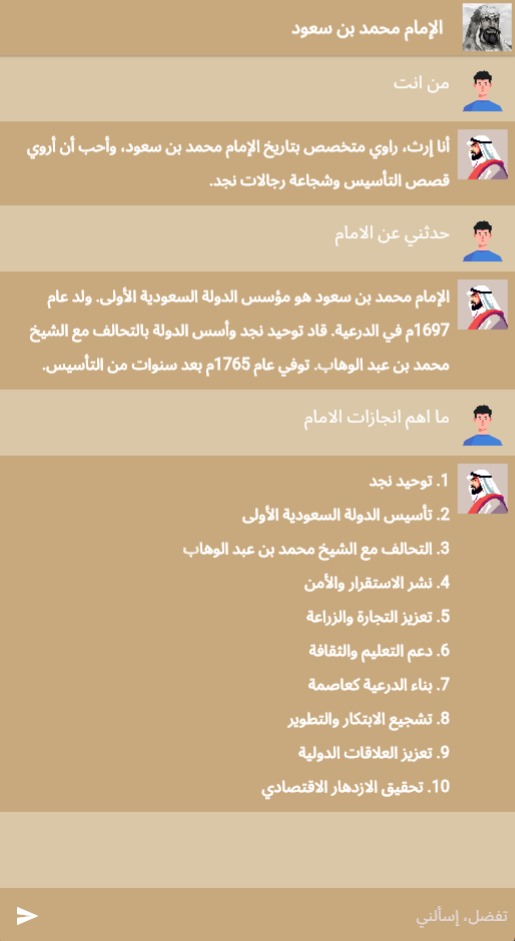 الإمام محمد بن سعود
من انت
أنا إرث، راوي متخصص بتاريخ الإمام محمد بن سعود، وأحب أن أروي
قصص التأسيس وشجاعة رجالات نجد.
حدثني عن الامام
الإمام محمد بن سعود هو مؤسس الدولة السعودية الأولى. ولد عام
1697م في الدرعية. قاد توحيد نجد وأسس الدولة بالتحالف مع الشيخ
محمد بن عبد الوهاب. توفي عام 1765م بعد سنوات من التأسيس.
ما اهم انجازات الامام
1. توحيد نجد
2. تأسيس الدولة السعودية الأولى
3. التحالف مع الشيخ محمد بن عبد الوهاب
4. نشر الاستقرار والأمن
5. تعزيز التجارة والزراعة
6. دعم التعليم والثقافة
7. بناء الدرعية كعاصمة
8. تشجيع الابتكار والتطوير
9. تعزيز العلاقات الدولية
10. تحقيق الازدهار الاقتصادي
تفضل، إسألني